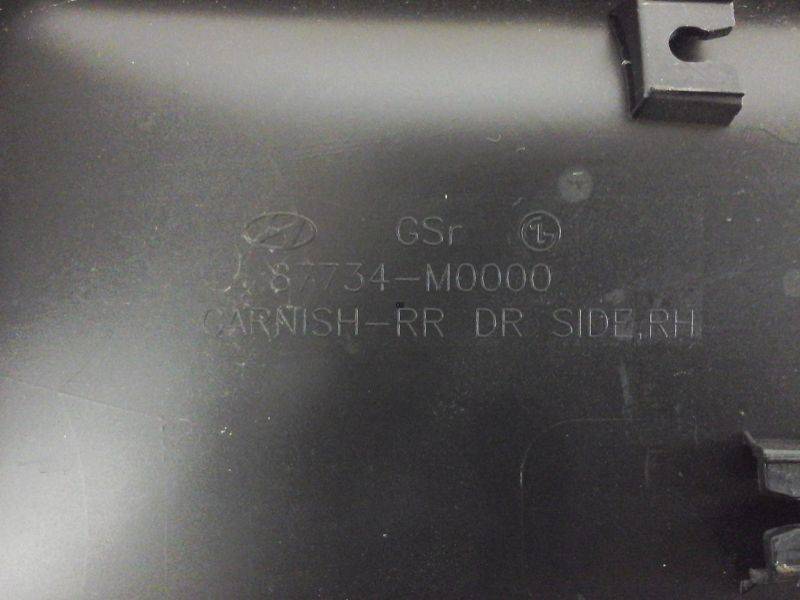 GSr
87734-M0000
GARNISH-RR DR SIDE,RH